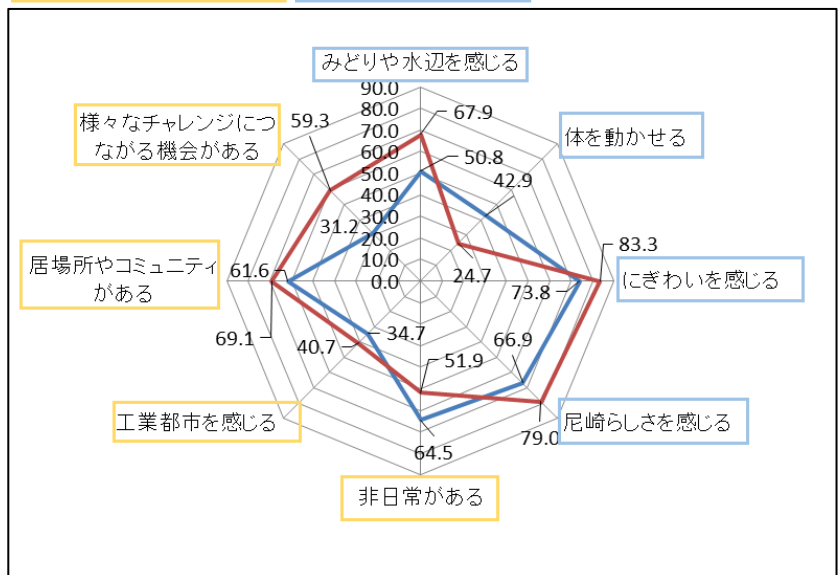 みどりや水辺を感じる
90.0
80.0
70.0
60.0
50.0
40.0
30.0
20.0
10.0
0.0
67.9
50.8
体を動かせる
42.9
24.7
83.3
にぎわいを感じる
73.8
66.9
尼崎らしさを感じる
79.0
51.9
64.5
非日常がある
34.7
40.7
工業都市を感じる
居場所やコミュニティ
がある
61.6
69.1
様々なチャレンジにつ
ながる機会がある
59.3
31.2